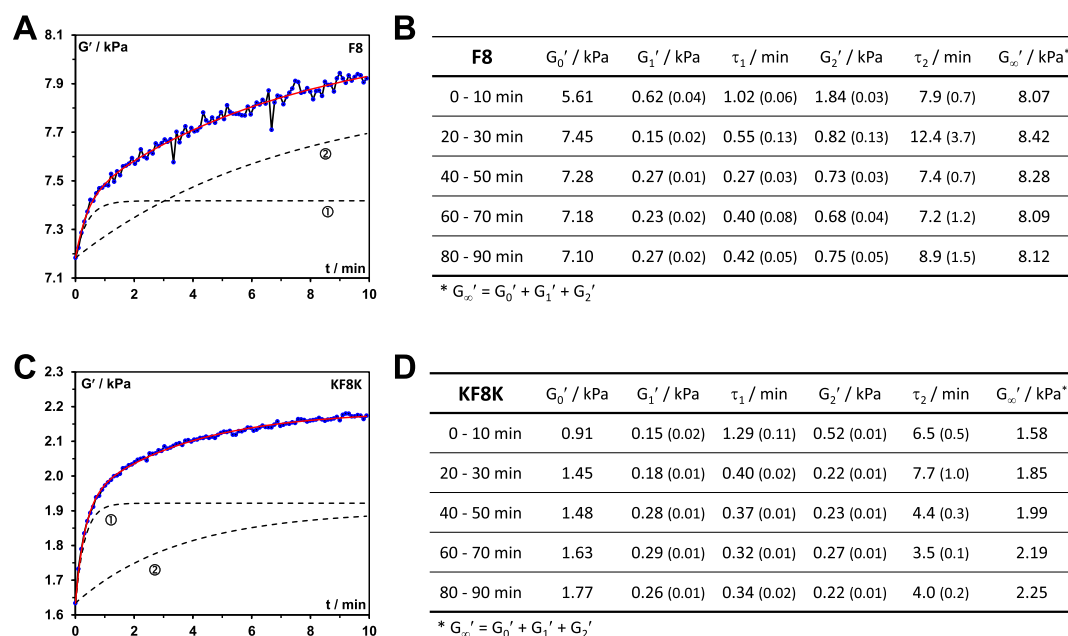 A
G′ / kPa
F8
8.1
7.9
7.7
7.5
7.3
7.1
②
①
t / min
0 2 4 6 8 10
B
F8 G₀′ / kPa G₁′ / kPa τ₁ / min G₂′ / kPa τ₂ / min G∞′ / kPa*
0 - 10 min 5.61 0.62 (0.04) 1.02 (0.06) 1.84 (0.03) 7.9 (0.7) 8.07
20 - 30 min 7.45 0.15 (0.02) 0.55 (0.13) 0.82 (0.13) 12.4 (3.7) 8.42
40 - 50 min 7.28 0.27 (0.01) 0.27 (0.03) 0.73 (0.03) 7.4 (0.7) 8.28
60 - 70 min 7.18 0.23 (0.02) 0.40 (0.08) 0.68 (0.04) 7.2 (1.2) 8.09
80 - 90 min 7.10 0.27 (0.02) 0.42 (0.05) 0.75 (0.05) 8.9 (1.5) 8.12
* G∞′ = G₀′ + G₁′ + G₂′
C
G′ / kPa
KF8K
2.3
2.2
2.1
2.0
1.9
1.8
1.7
1.6
①
②
t / min
0 2 4 6 8 10
D
KF8K G₀′ / kPa G₁′ / kPa τ₁ / min G₂′ / kPa τ₂ / min G∞′ / kPa*
0 - 10 min 0.91 0.15 (0.02) 1.29 (0.11) 0.52 (0.01) 6.5 (0.5) 1.58
20 - 30 min 1.45 0.18 (0.01) 0.40 (0.02) 0.22 (0.01) 7.7 (1.0) 1.85
40 - 50 min 1.48 0.28 (0.01) 0.37 (0.01) 0.23 (0.01) 4.4 (0.3) 1.99
60 - 70 min 1.63 0.29 (0.01) 0.32 (0.01) 0.27 (0.01) 3.5 (0.1) 2.19
80 - 90 min 1.77 0.26 (0.01) 0.34 (0.02) 0.22 (0.01) 4.0 (0.2) 2.25
* G∞′ = G₀′ + G₁′ + G₂′